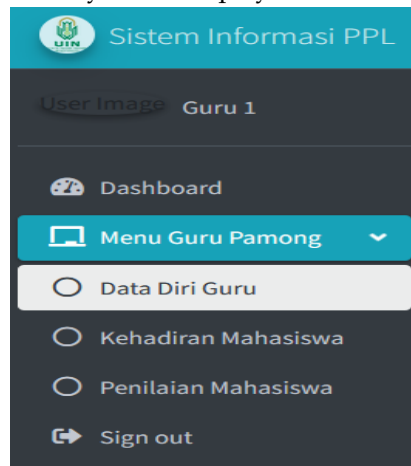 UIN
Sistem Informasi PPL
User Image Guru 1
Dashboard
Menu Guru Pamong
Data Diri Guru
Kehadiran Mahasiswa
Penilaian Mahasiswa
Sign out